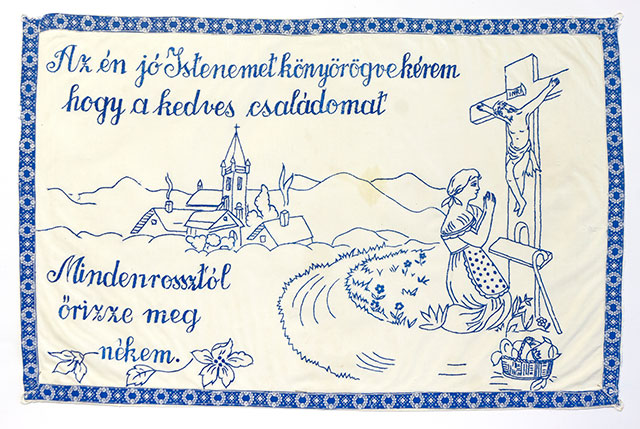 Az én jó Istenemet könyörögve kérem
hogy a kedves családomat
Mindenrossztól
őrizze meg
nékem.
INRI